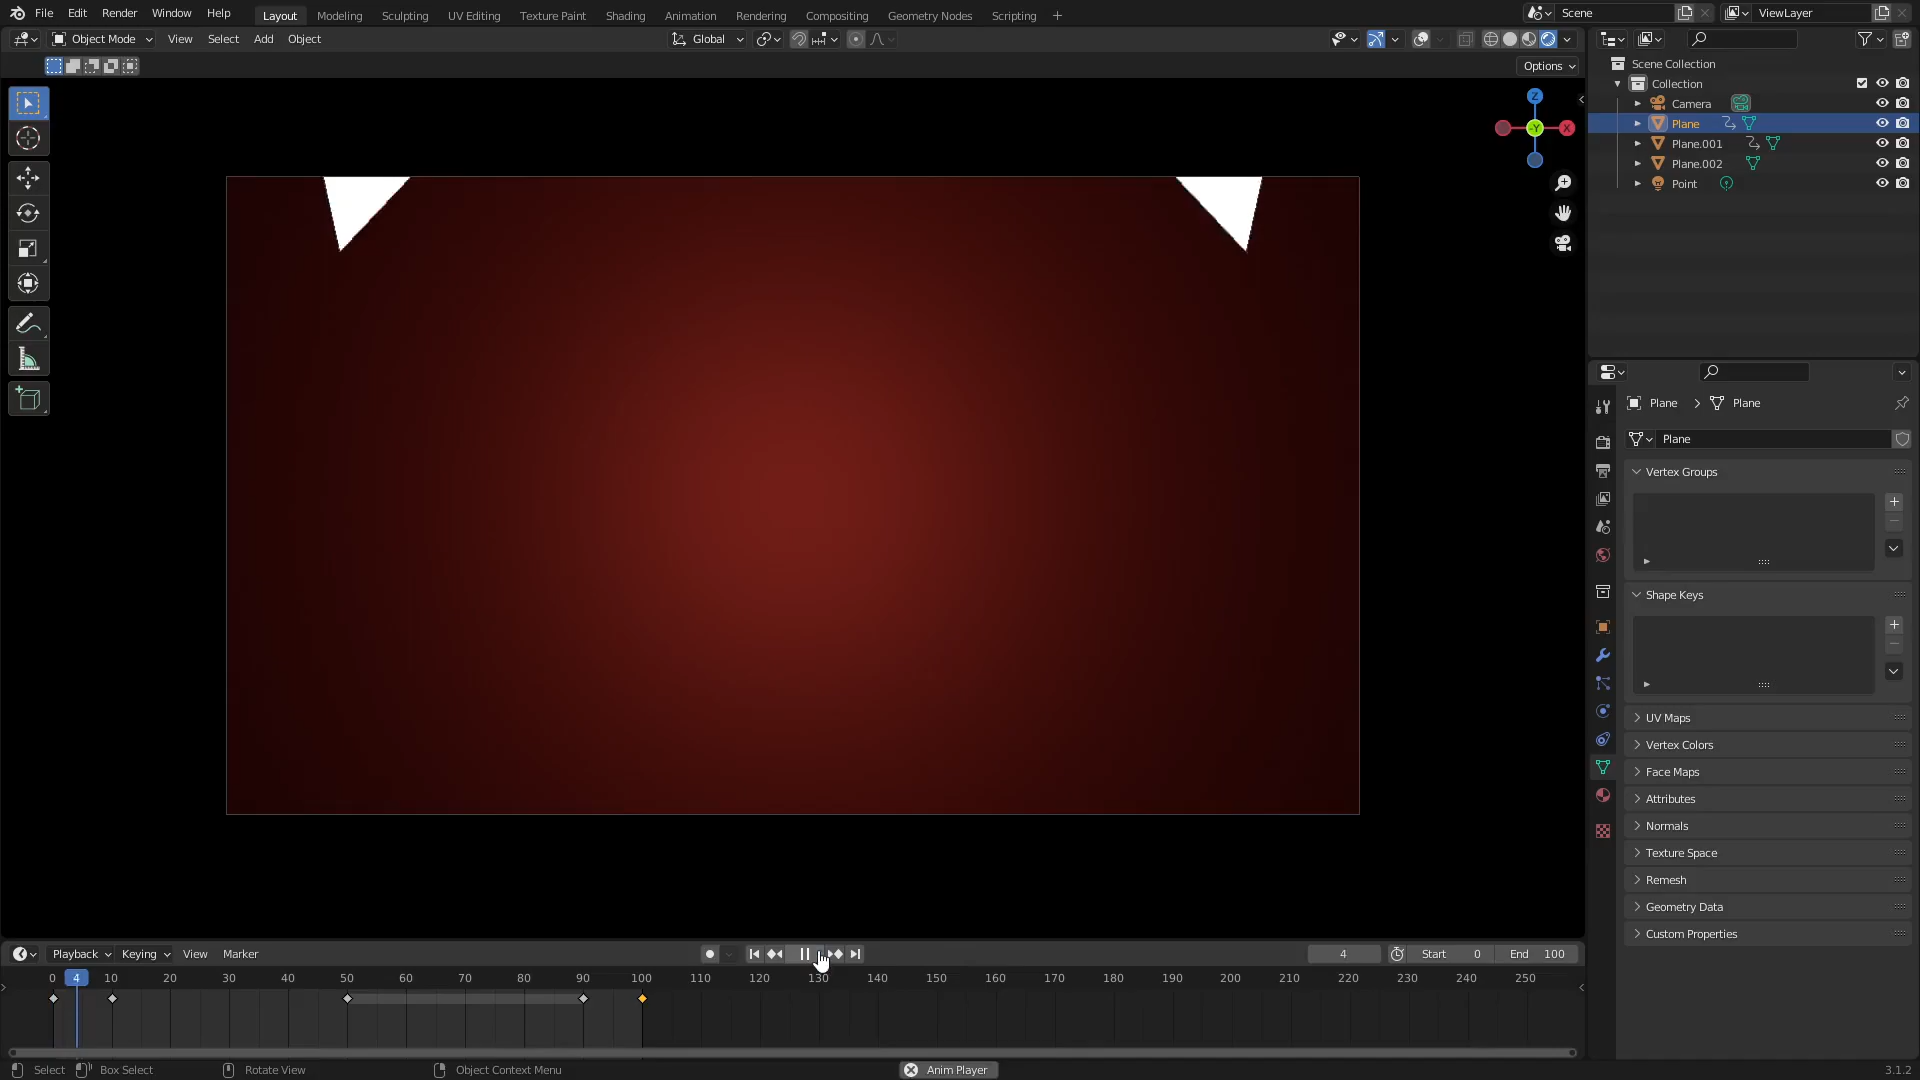 File Edit Render Window Help Layout Modeling Sculpting UV Editing Texture Paint Shading Animation Rendering Compositing Geometry Nodes Scripting + Scene ViewLayer
Object Mode View Select Add Object Global
Options
Scene Collection
Collection
Camera
Plane
Plane.001
Plane.002
Point
Z
-Y
X
Plane > Plane
Plane
Vertex Groups
Shape Keys
UV Maps
Vertex Colors
Face Maps
Attributes
Normals
Texture Space
Remesh
Geometry Data
Custom Properties
Playback Keying View Marker 4 Start 0 End 100
0 4 10 20 30 40 50 60 70 80 90 100 110 120 130 140 150 160 170 180 190 200 210 220 230 240 250
Select Box Select Rotate View Object Context Menu Anim Player 3.1.2